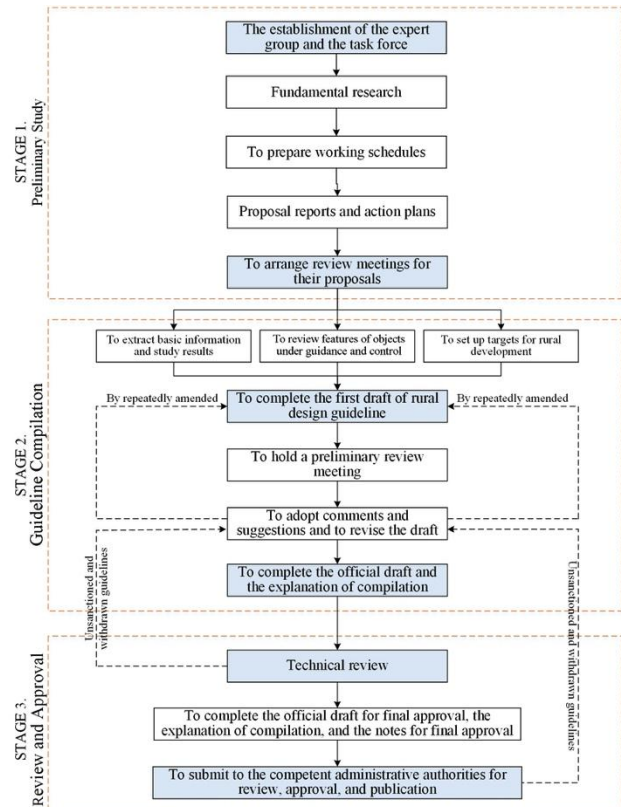 STAGE 1.
Preliminary Study
The establishment of the expert
group and the task force
Fundamental research
To prepare working schedules
Proposal reports and action plans
To arrange review meetings for
their proposals
STAGE 2.
Guideline Compilation
To extract basic information
and study results
To review features of objects
under guidance and control
To set up targets for rural
development
By repeatedly amended
To complete the first draft of rural
design guideline
By repeatedly amended
To hold a preliminary review
meeting
To adopt comments and
suggestions and to revise the draft
To complete the official draft and
the explanation of compilation
Unsanctioned and
withdrawn guidelines
Unsanctioned and withdrawn guidelines
STAGE 3.
Review and Approval
Technical review
To complete the official draft for final approval, the
explanation of compilation, and the notes for final approval
To submit to the competent administrative authorities for
review, approval, and publication